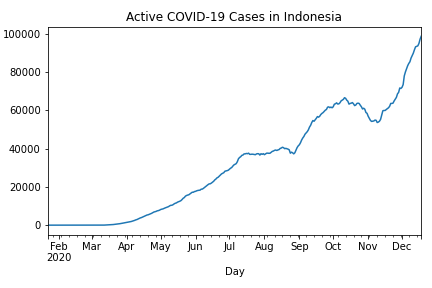 Active COVID-19 Cases in Indonesia
100000
80000
60000
40000
20000
0
Feb Mar Apr May Jun Jul Aug Sep Oct Nov Dec
2020
Day